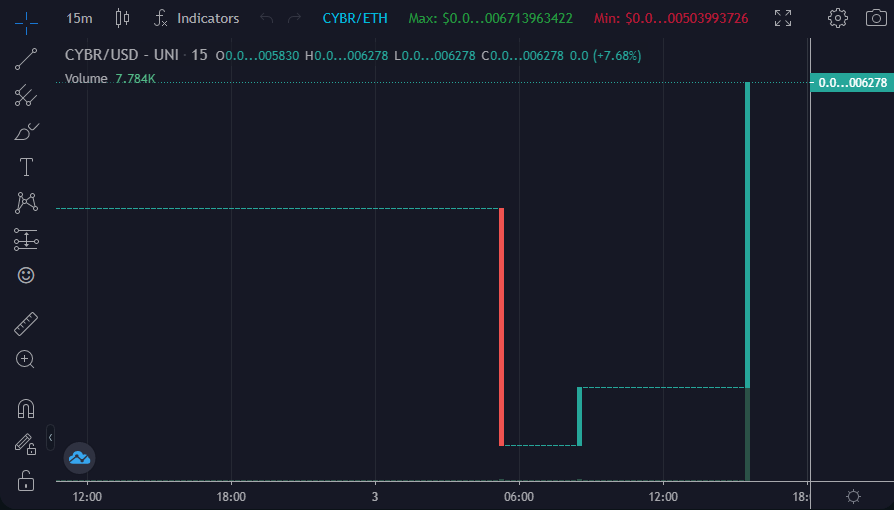 15m Indicators CYBR/ETH Max: $0.0...006713963422 Min: $0.0...00503993726
CYBR/USD - UNI · 15 O0.0...005830 H0.0...006278 L0.0...006278 C0.0...006278 0.0 (+7.68%)
Volume 7.784K
0.0...006278
12:00 18:00 3 06:00 12:00 18: